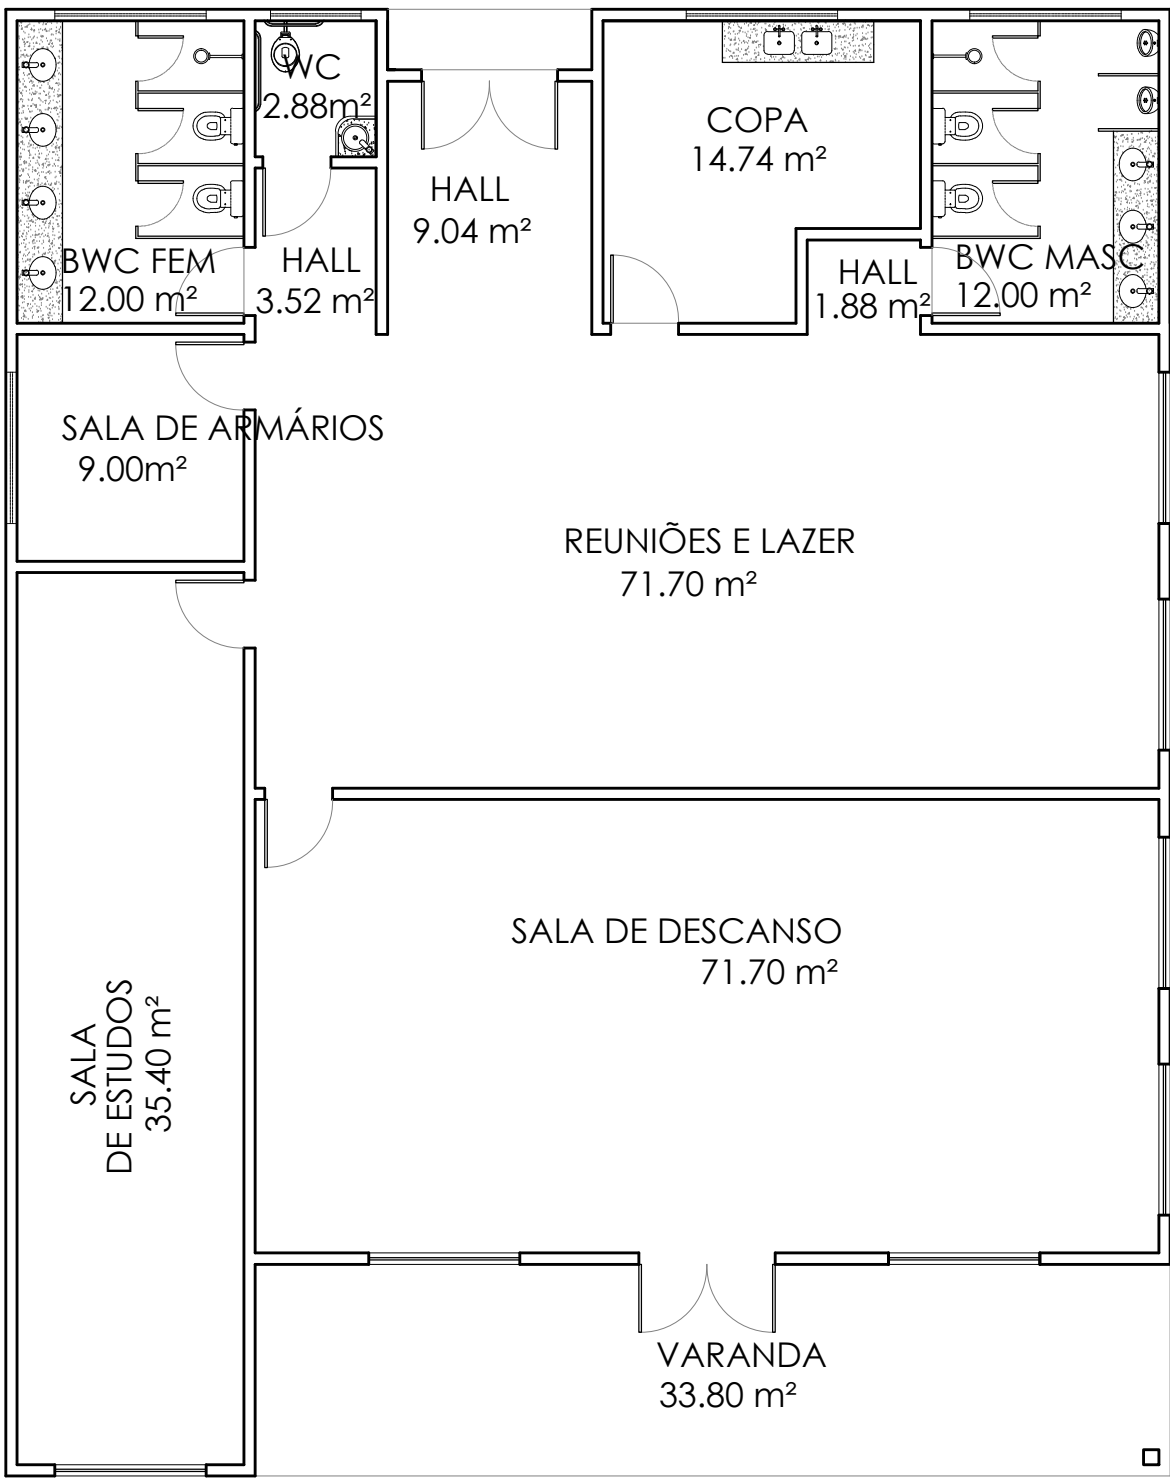 WC
2.88m²
COPA
14.74 m²
HALL
9.04 m²
BWC FEM
12.00 m²
HALL
3.52 m²
HALL
1.88 m²
BWC MASC
12.00 m²
SALA DE ARMÁRIOS
9.00m²
REUNIÕES E LAZER
71.70 m²
SALA DE DESCANSO
71.70 m²
SALA
DE ESTUDOS
35.40 m²
VARANDA
33.80 m²